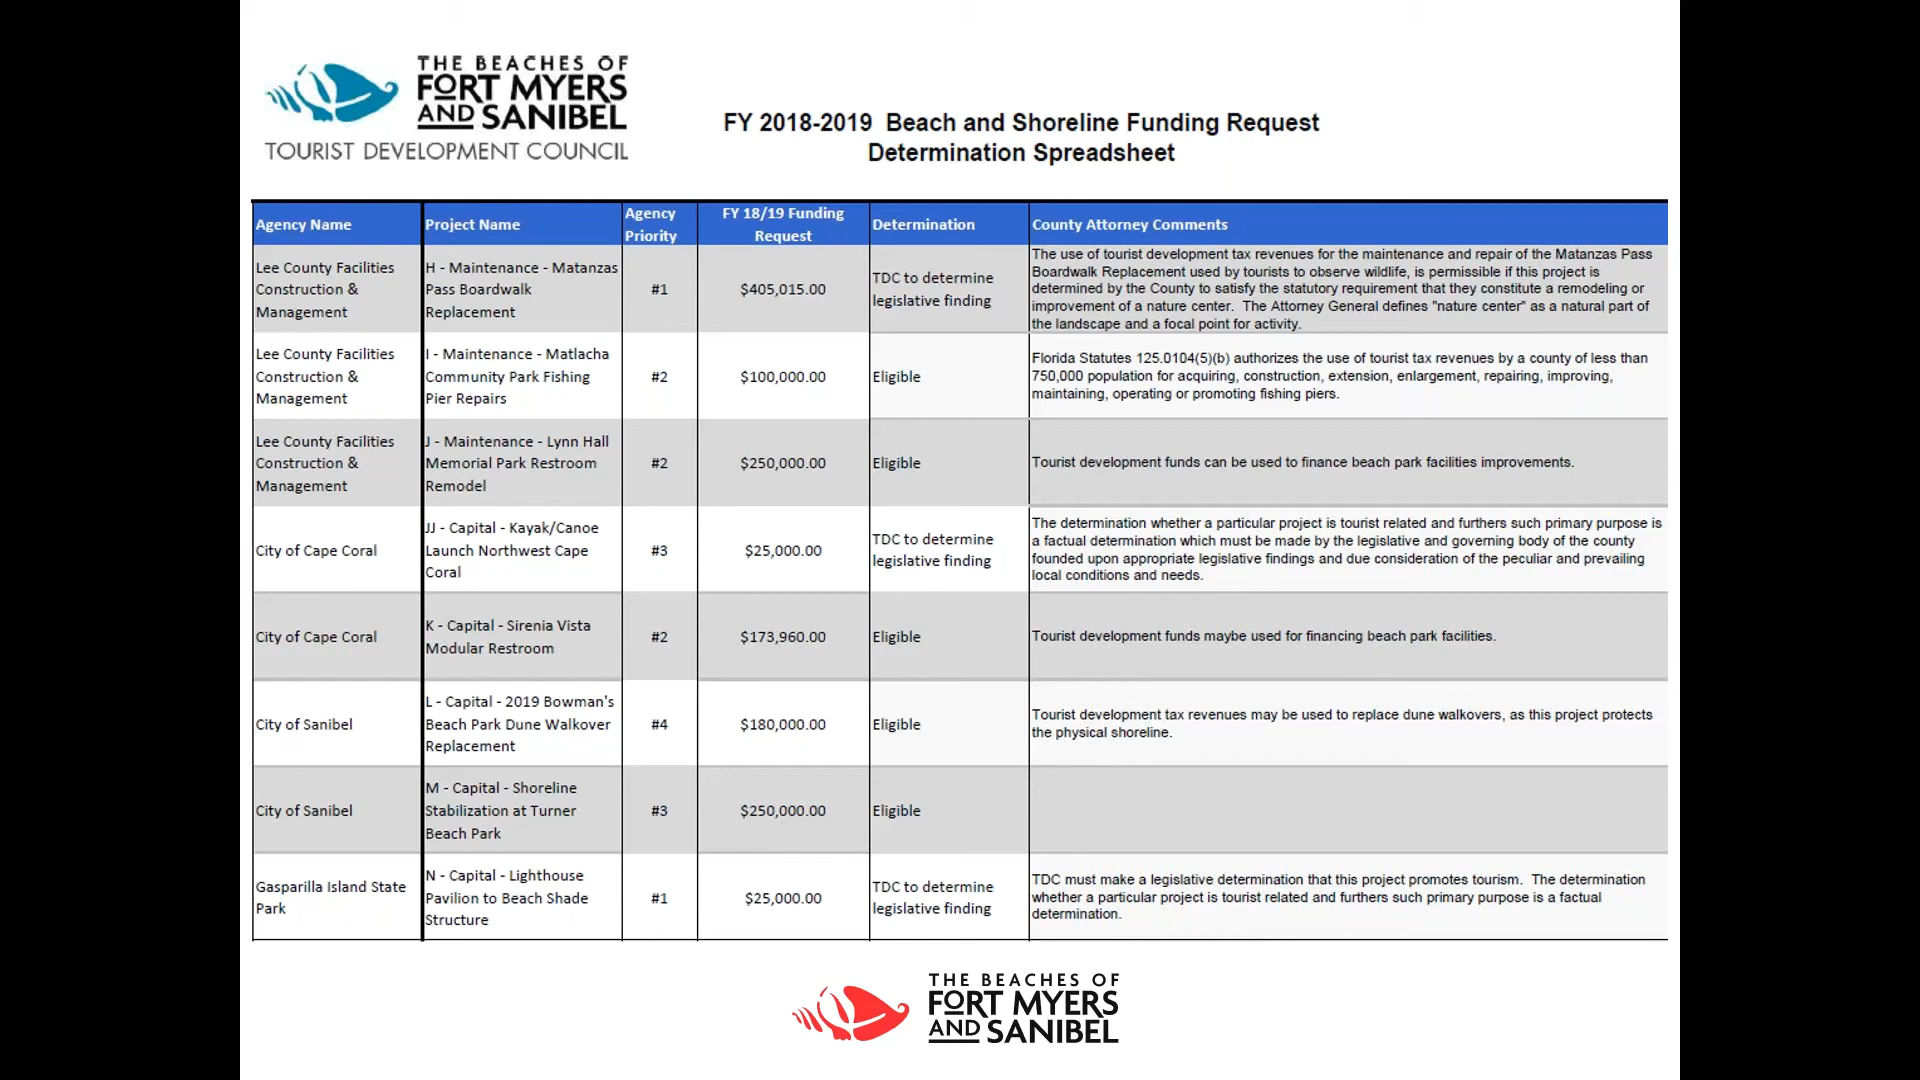 THE BEACHES OF
FORT MYERS
AND SANIBEL
TOURIST DEVELOPMENT COUNCIL
FY 2018-2019 Beach and Shoreline Funding Request
Determination Spreadsheet
Agency Name
Project Name
Agency
Priority
FY 18/19 Funding
Request
Determination
County Attorney Comments
Lee County Facilities
Construction &
Management
H - Maintenance - Matanzas
Pass Boardwalk
Replacement
#1
$405,015.00
TDC to determine
legislative finding
The use of tourist development tax revenues for the maintenance and repair of the Matanzas Pass
Boardwalk Replacement used by tourists to observe wildlife, is permissible if this project is
determined by the County to satisfy the statutory requirement that they constitute a remodeling or
improvement of a nature center. The Attorney General defines "nature center" as a natural part of
the landscape and a focal point for activity.
Lee County Facilities
Construction &
Management
I - Maintenance - Matlacha
Community Park Fishing
Pier Repairs
#2
$100,000.00
Eligible
Florida Statutes 125.0104(5)(b) authorizes the use of tourist tax revenues by a county of less than
750,000 population for acquiring, construction, extension, enlargement, repairing, improving,
maintaining, operating or promoting fishing piers.
Lee County Facilities
Construction &
Management
J - Maintenance - Lynn Hall
Memorial Park Restroom
Remodel
#2
$250,000.00
Eligible
Tourist development funds can be used to finance beach park facilities improvements.
City of Cape Coral
JJ - Capital - Kayak/Canoe
Launch Northwest Cape
Coral
#3
$25,000.00
TDC to determine
legislative finding
The determination whether a particular project is tourist related and furthers such primary purpose is
a factual determination which must be made by the legislative and governing body of the county
founded upon appropriate legislative findings and due consideration of the peculiar and prevailing
local conditions and needs.
City of Cape Coral
K - Capital - Sirenia Vista
Modular Restroom
#2
$173,960.00
Eligible
Tourist development funds maybe used for financing beach park facilities.
City of Sanibel
L - Capital - 2019 Bowman's
Beach Park Dune Walkover
Replacement
#4
$180,000.00
Eligible
Tourist development tax revenues may be used to replace dune walkovers, as this project protects
the physical shoreline.
City of Sanibel
M - Capital - Shoreline
Stabilization at Turner
Beach Park
#3
$250,000.00
Eligible
Gasparilla Island State
Park
N - Capital - Lighthouse
Pavilion to Beach Shade
Structure
#1
$25,000.00
TDC to determine
legislative finding
TDC must make a legislative determination that this project promotes tourism. The determination
whether a particular project is tourist related and furthers such primary purpose is a factual
determination.
THE BEACHES OF
FORT MYERS
AND SANIBEL